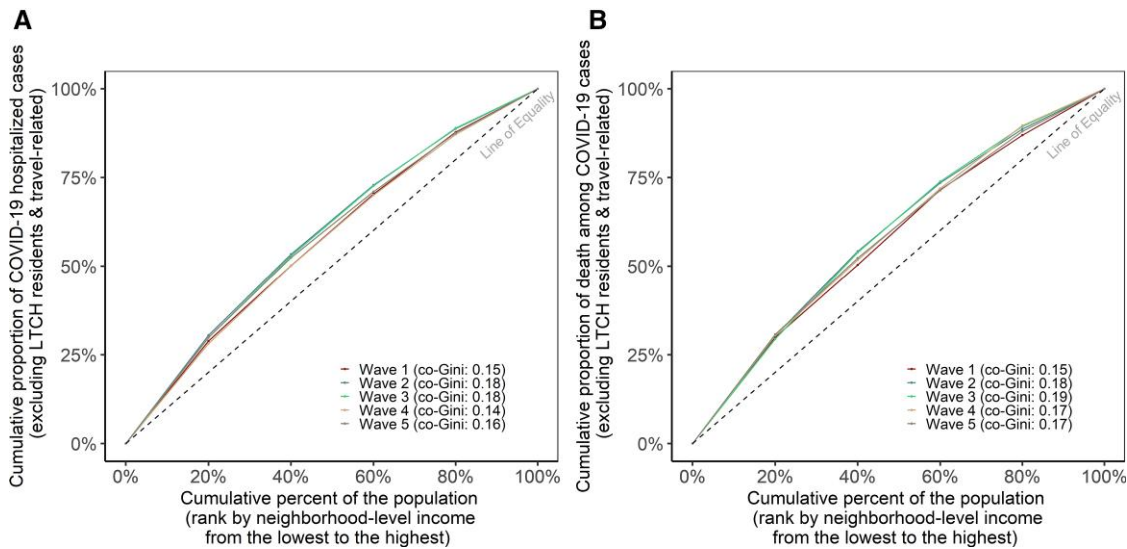 A
Cumulative proportion of COVID-19 hospitalized cases
(excluding LTCH residents & travel-related)
100%
75%
50%
25%
0%
Line of Equality
Wave 1 (co-Gini: 0.15)
Wave 2 (co-Gini: 0.18)
Wave 3 (co-Gini: 0.18)
Wave 4 (co-Gini: 0.14)
Wave 5 (co-Gini: 0.16)
0% 20% 40% 60% 80% 100%
Cumulative percent of the population
(rank by neighborhood-level income
from the lowest to the highest)
B
Cumulative proportion of death among COVID-19 cases
(excluding LTCH residents & travel-related)
100%
75%
50%
25%
0%
Line of Equality
Wave 1 (co-Gini: 0.15)
Wave 2 (co-Gini: 0.18)
Wave 3 (co-Gini: 0.19)
Wave 4 (co-Gini: 0.17)
Wave 5 (co-Gini: 0.17)
0% 20% 40% 60% 80% 100%
Cumulative percent of the population
(rank by neighborhood-level income
from the lowest to the highest)